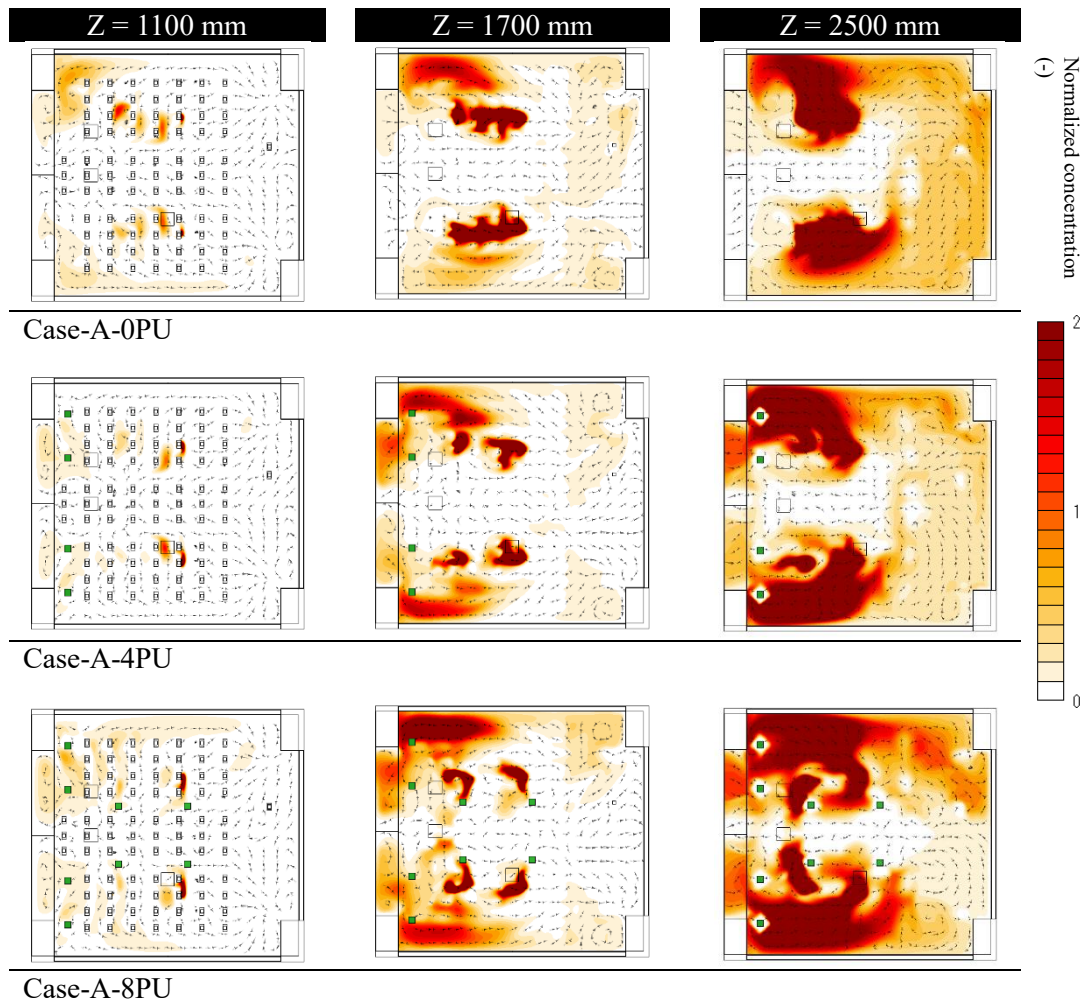 Z = 1100 mm
Z = 1700 mm
Z = 2500 mm
Normalized concentration
(-)
2
1
0
Case-A-0PU
Case-A-4PU
Case-A-8PU